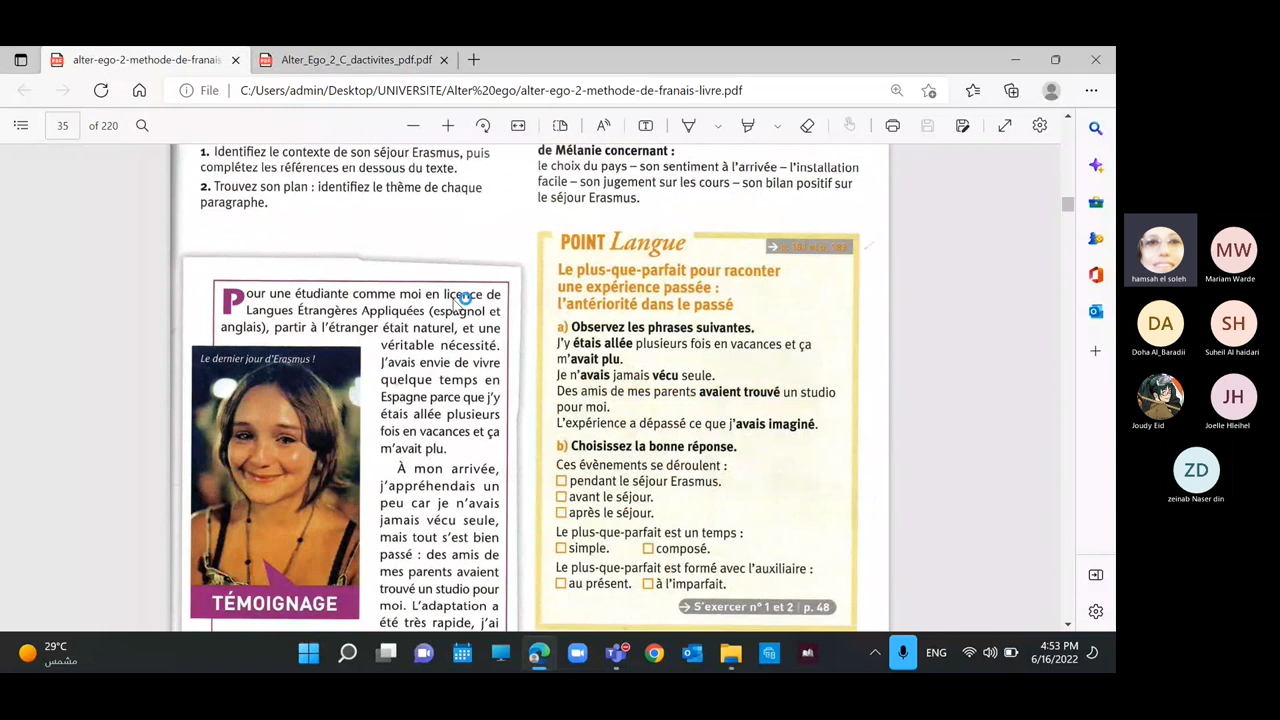 alter-ego-2-methode-de-franais
Alter_Ego_2_C_dactivites_pdf.pdf
File
C:/Users/admin/Desktop/UNIVERSITE/Alter%20ego/alter-ego-2-methode-de-franais-livre.pdf
35
of 220
1. Identifiez le contexte de son séjour Erasmus, puis
complétez les références en dessous du texte.
2. Trouvez son plan : identifiez le thème de chaque
paragraphe.
Pour une étudiante comme moi en licence de
Langues Étrangères Appliquées (espagnol et
anglais), partir à l'étranger était naturel, et une
véritable nécessité.
J'avais envie de vivre
quelque temps en
Espagne parce que j'y
étais allée plusieurs
fois en vacances et ça
m'avait plu.
À mon arrivée,
j'appréhendais un
peu car je n'avais
jamais vécu seule,
mais tout s'est bien
passé : des amis de
mes parents avaient
trouvé un studio pour
moi. L'adaptation a
été très rapide, j'ai
Le dernier jour d'Erasmus !
TÉMOIGNAGE
de Mélanie concernant :
le choix du pays – son sentiment à l'arrivée – l'installation
facile – son jugement sur les cours – son bilan positif sur
le séjour Erasmus.
POINT Langue
Le plus-que-parfait pour raconter
une expérience passée :
l'antériorité dans le passé
a) Observez les phrases suivantes.
J'y étais allée plusieurs fois en vacances et ça
m'avait plu.
Je n'avais jamais vécu seule.
Des amis de mes parents avaient trouvé un studio
pour moi.
L'expérience a dépassé ce que j'avais imaginé.
b) Choisissez la bonne réponse.
Ces évènements se déroulent :
pendant le séjour Erasmus.
avant le séjour.
après le séjour.
Le plus-que-parfait est un temps :
simple. composé.
Le plus-que-parfait est formé avec l'auxiliaire :
au présent. à l'imparfait.
S'exercer n° 1 et 2 | p. 48
hamsah el soleh
MW
Mariam Warde
DA
Doha Al_Baradii
SH
Suheil Al haidari
Joudy Eid
JH
Joelle Hleihel
ZD
zeinab Naser din
29°C
مشمس
ENG
4:53 PM
6/16/2022